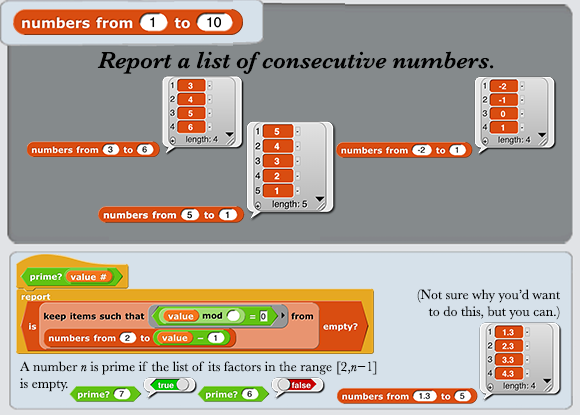 numbers from 1 to 10
Report a list of consecutive numbers.
1 3
2 4
3 5
4 6
length: 4
numbers from 3 to 6
1 5
2 4
3 3
4 2
5 1
length: 5
numbers from 5 to 1
1 -2
2 -1
3 0
4 1
length: 4
numbers from -2 to 1
prime? value #
report
is keep items such that value mod = 0 from numbers from 2 to value − 1 empty?
A number n is prime if the list of its factors in the range [2,n−1]
is empty.
prime? 7 true
prime? 6 false
(Not sure why you'd want
to do this, but you can.)
1 1.3
2 2.3
3 3.3
4 4.3
length: 4
numbers from 1.3 to 5